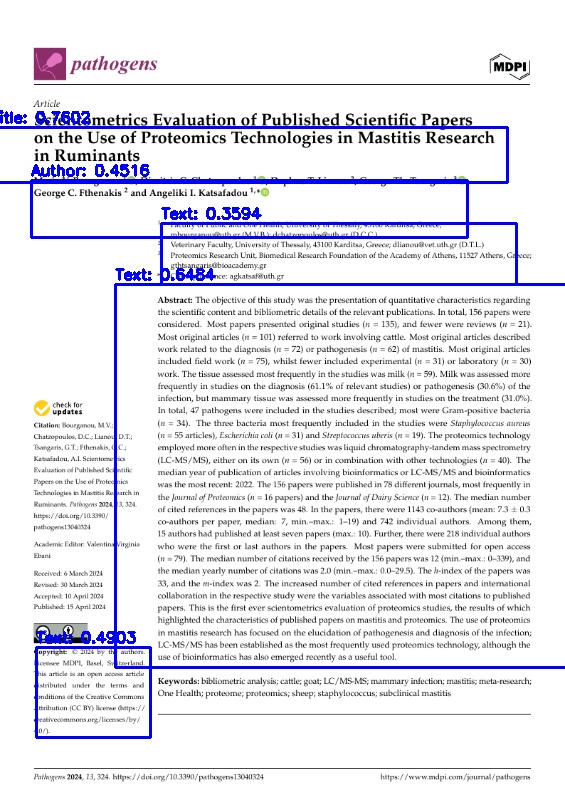 pathogens
MDPI
Article
Title: 0.7602
Scientometrics Evaluation of Published Scientific Papers
on the Use of Proteomics Technologies in Mastitis Research
in Ruminants
Author: 0.4516
George C. Fthenakis 2 and Angeliki I. Katsafadou 1,*
Text: 0.3594
Faculty of Public and One Health, University of Thessaly, 43100 Karditsa, Greece;
mbourganou@uth.gr (M.V.B.); dchatzopoulos@uth.gr (D.C.C.)
Veterinary Faculty, University of Thessaly, 43100 Karditsa, Greece; dlianou@vet.uth.gr (D.T.L.)
Proteomics Research Unit, Biomedical Research Foundation of the Academy of Athens, 11527 Athens, Greece;
gthtsangaris@bioacademy.gr
agkatsaf@uth.gr
Text: 0.6484
Abstract: The objective of this study was the presentation of quantitative characteristics regarding
the scientific content and bibliometric details of the relevant publications. In total, 156 papers were
considered. Most papers presented original studies (n = 135), and fewer were reviews (n = 21).
Most original articles (n = 101) referred to work involving cattle. Most original articles described
work related to the diagnosis (n = 72) or pathogenesis (n = 62) of mastitis. Most original articles
included field work (n = 75), whilst fewer included experimental (n = 31) or laboratory (n = 30)
work. The tissue assessed most frequently in the studies was milk (n = 59). Milk was assessed more
frequently in studies on the diagnosis (61.1% of relevant studies) or pathogenesis (30.6%) of the
infection, but mammary tissue was assessed more frequently in studies on the treatment (31.0%).
In total, 47 pathogens were included in the studies described; most were Gram-positive bacteria
(n = 34). The three bacteria most frequently included in the studies were Staphylococcus aureus
(n = 55 articles), Escherichia coli (n = 31) and Streptococcus uberis (n = 19). The proteomics technology
employed more often in the respective studies was liquid chromatography-tandem mass spectrometry
(LC-MS/MS), either on its own (n = 56) or in combination with other technologies (n = 40). The
median year of publication of articles involving bioinformatics or LC-MS/MS and bioinformatics
was the most recent: 2022. The 156 papers were published in 78 different journals, most frequently in
the Journal of Proteomics (n = 16 papers) and the Journal of Dairy Science (n = 12). The median number
of cited references in the papers was 48. In the papers, there were 1143 co-authors (mean: 7.3 ± 0.3
co-authors per paper, median: 7, min.–max.: 1–19) and 742 individual authors. Among them,
15 authors had published at least seven papers (max.: 10). Further, there were 218 individual authors
who were the first or last authors in the papers. Most papers were submitted for open access
(n = 79). The median number of citations received by the 156 papers was 12 (min.–max.: 0–339), and
the median yearly number of citations was 2.0 (min.–max.: 0.0–29.5). The h-index of the papers was
33, and the m-index was 2. The increased number of cited references in papers and international
collaboration in the respective study were the variables associated with most citations to published
papers. This is the first ever scientometrics evaluation of proteomics studies, the results of which
highlighted the characteristics of published papers on mastitis and proteomics. The use of proteomics
in mastitis research has focused on the elucidation of pathogenesis and diagnosis of the infection;
LC-MS/MS has been established as the most frequently used proteomics technology, although the
use of bioinformatics has also emerged recently as a useful tool.
Keywords: bibliometric analysis; cattle; goat; LC/MS-MS; mammary infection; mastitis; meta-research;
One Health; proteome; proteomics; sheep; staphylococcus; subclinical mastitis
check for
updates
Citation: Bourganou, M.V.;
Chatzopoulos, D.C.; Lianou, D.T.;
Tsangaris, G.T.; Fthenakis, G.C.;
Katsafadou, A.I. Scientometrics
Evaluation of Published Scientific
Papers on the Use of Proteomics
Technologies in Mastitis Research in
Ruminants. Pathogens 2024, 13, 324.
https://doi.org/10.3390/
pathogens13040324
Academic Editor: Valentina Virginia
Ebani
Received: 6 March 2024
Revised: 30 March 2024
Accepted: 10 April 2024
Published: 15 April 2024
Text: 0.4903
Copyright: © 2024 by the authors.
Licensee MDPI, Basel, Switzerland.
This article is an open access article
distributed under the terms and
conditions of the Creative Commons
Attribution (CC BY) license (https://
creativecommons.org/licenses/by/
4.0/).
Pathogens 2024, 13, 324. https://doi.org/10.3390/pathogens13040324
https://www.mdpi.com/journal/pathogens